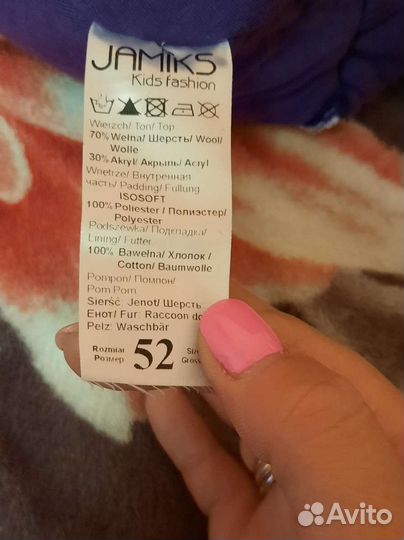 JAMIKS
Kids fashion
Wierzch/ Ton/ Top
70% Wełna/ Шерсть/ Wool/
Wolle
30% Akryl/ Акрыль/ Acryl
Wnetrze/ Внутренная
часть/ Padding/ Fullung
ISOSOFT
100% Poliester / Полиэстер/
Polyester
Podszewka/ Подкладка/
Lining/ Futter
100% Bawełna/ Хлопок /
Cotton/ Baumwolle
Pompon/ Помпон/
Pom Pom
Sierść: Jenot/ Шерсть
Енот/ Fur: Raccoon do
Pelz: Waschbär
Rozmiar 52
Размер
Avito